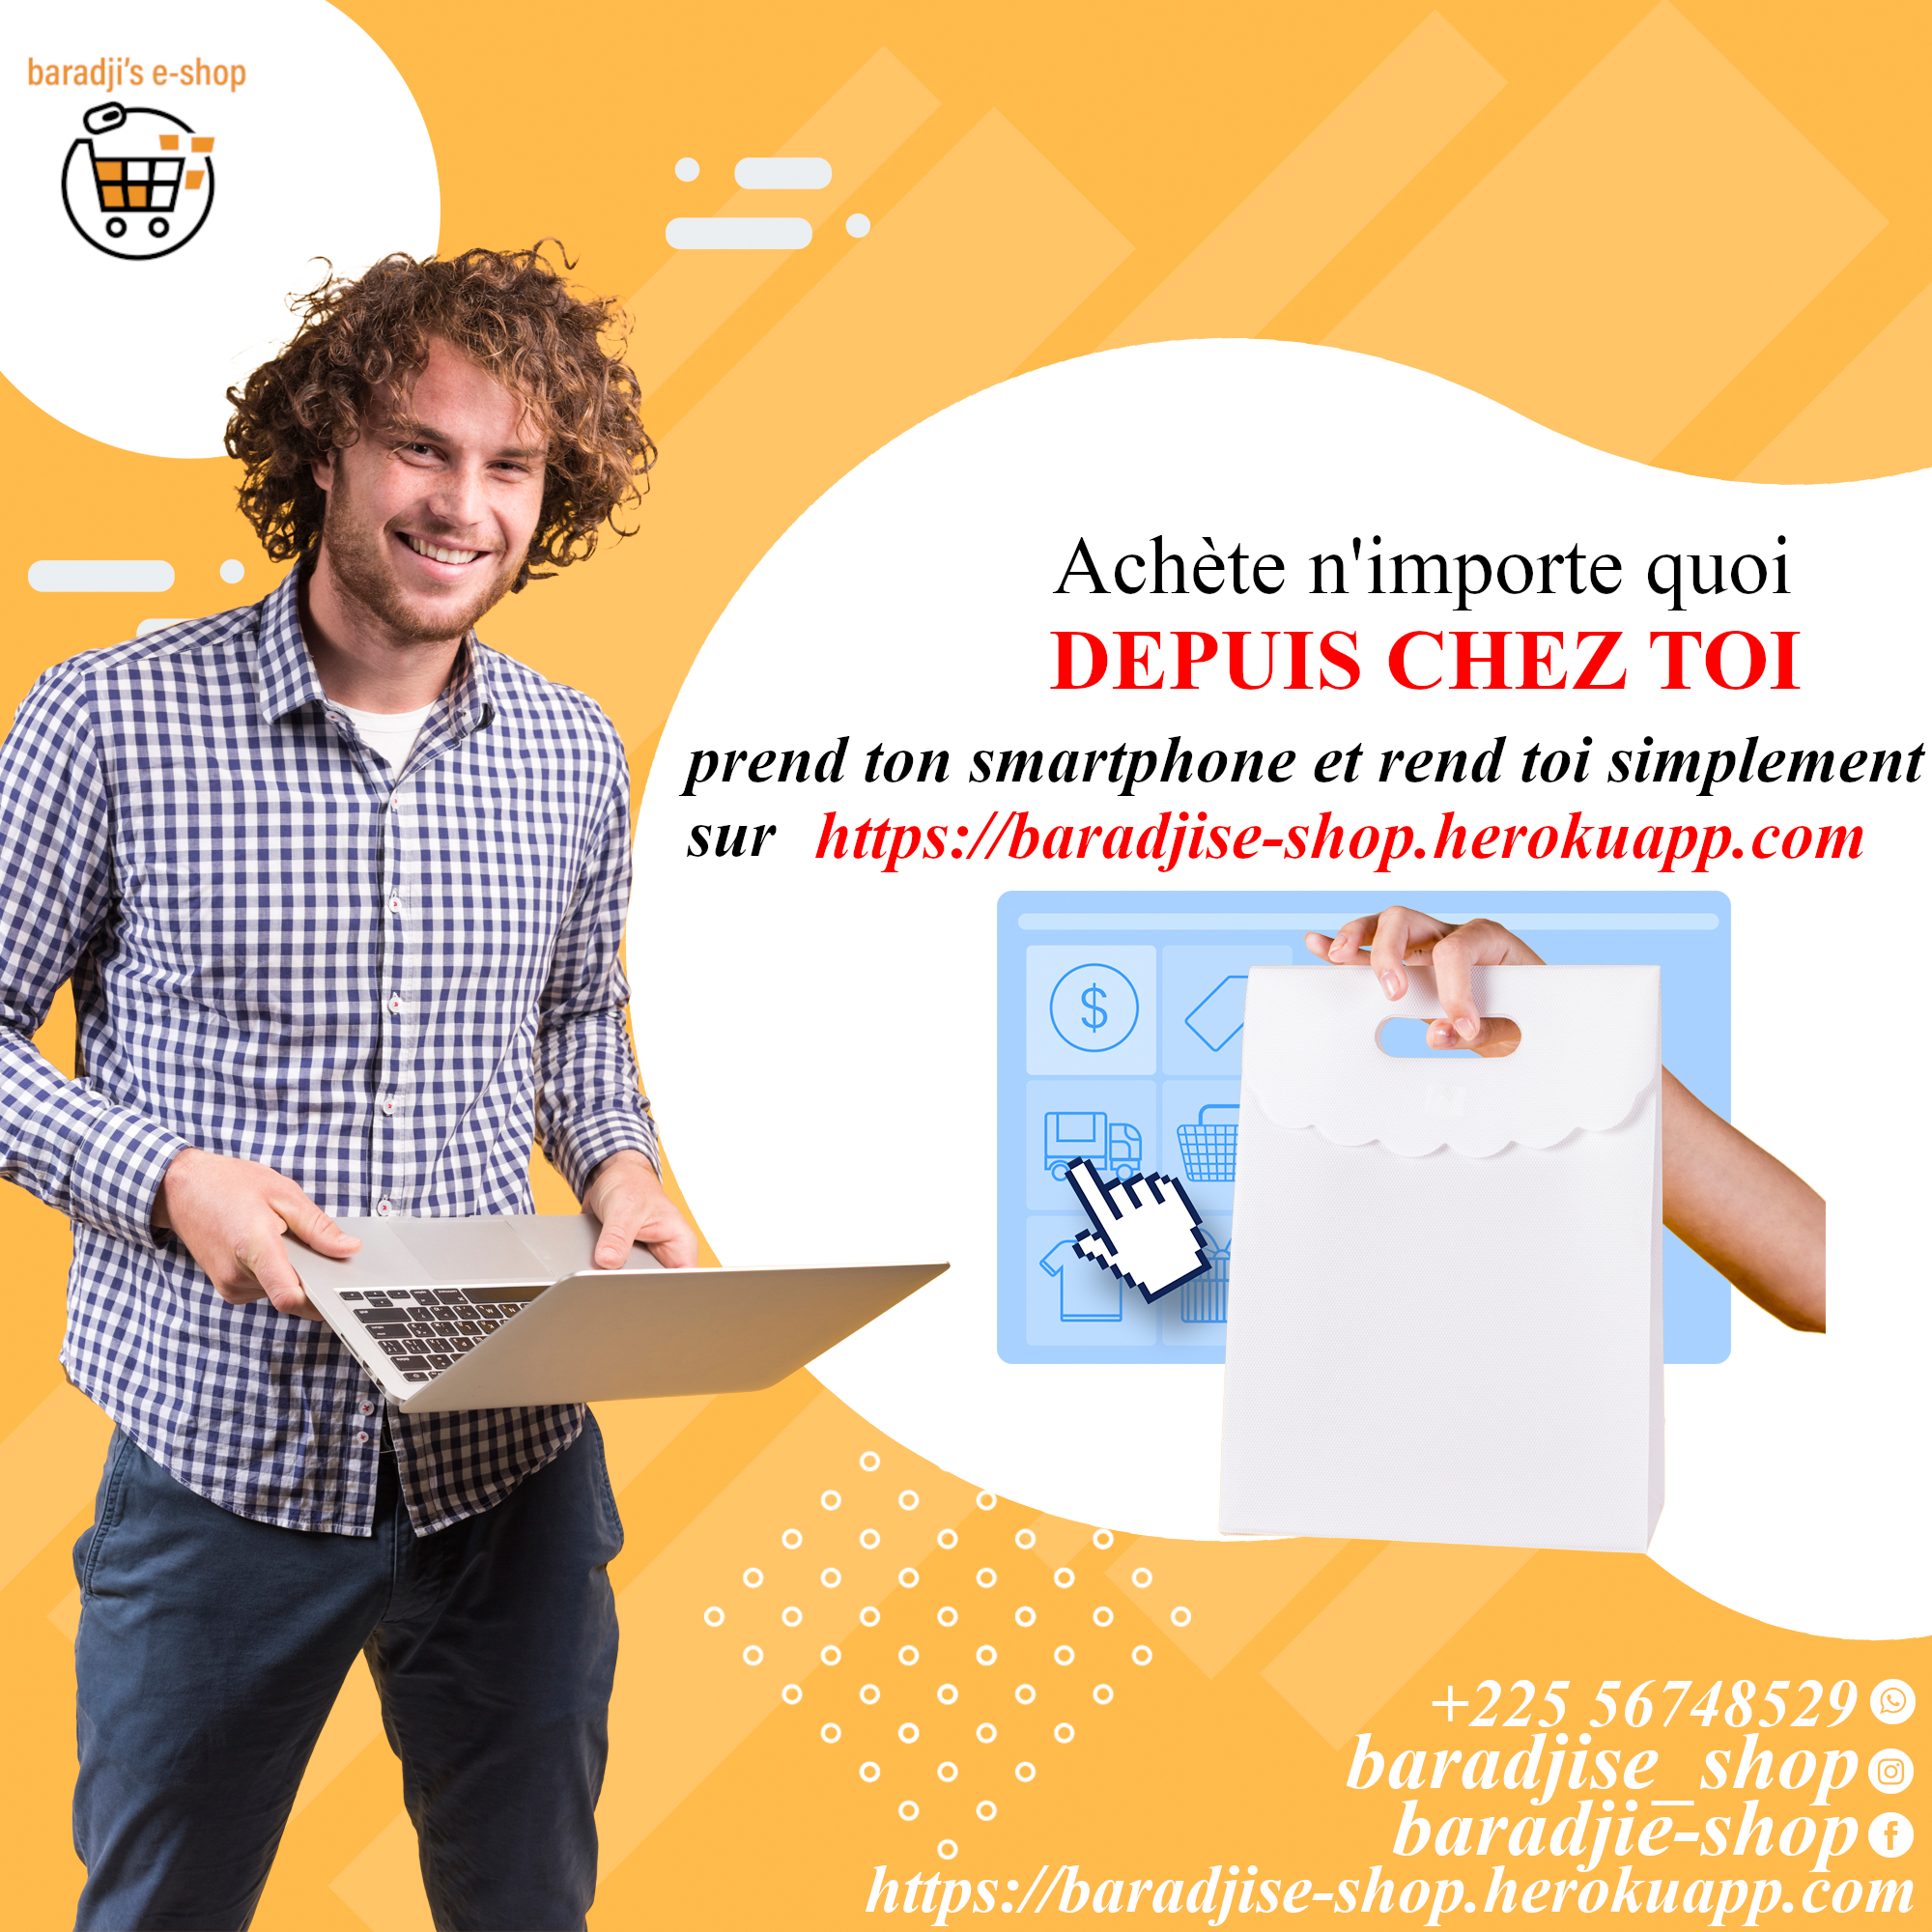 baradji's e-shop
Achète n'importe quoi
DEPUIS CHEZ TOI
prend ton smartphone et rend toi simplement
sur https://baradjise-shop.herokuapp.com
$
+225 56748529
baradjise_shop
baradjie-shop
https://baradjise-shop.herokuapp.com